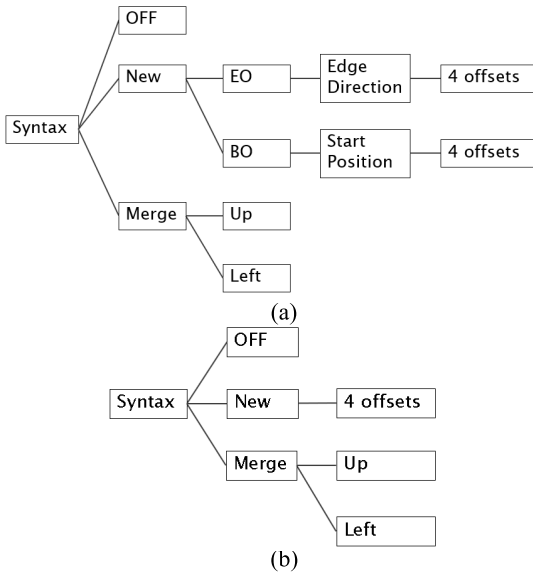 OFF
Syntax
New
EO
Edge
Direction
4 offsets
BO
Start
Position
4 offsets
Merge
Up
Left
(a)
OFF
Syntax
New
4 offsets
Merge
Up
Left
(b)